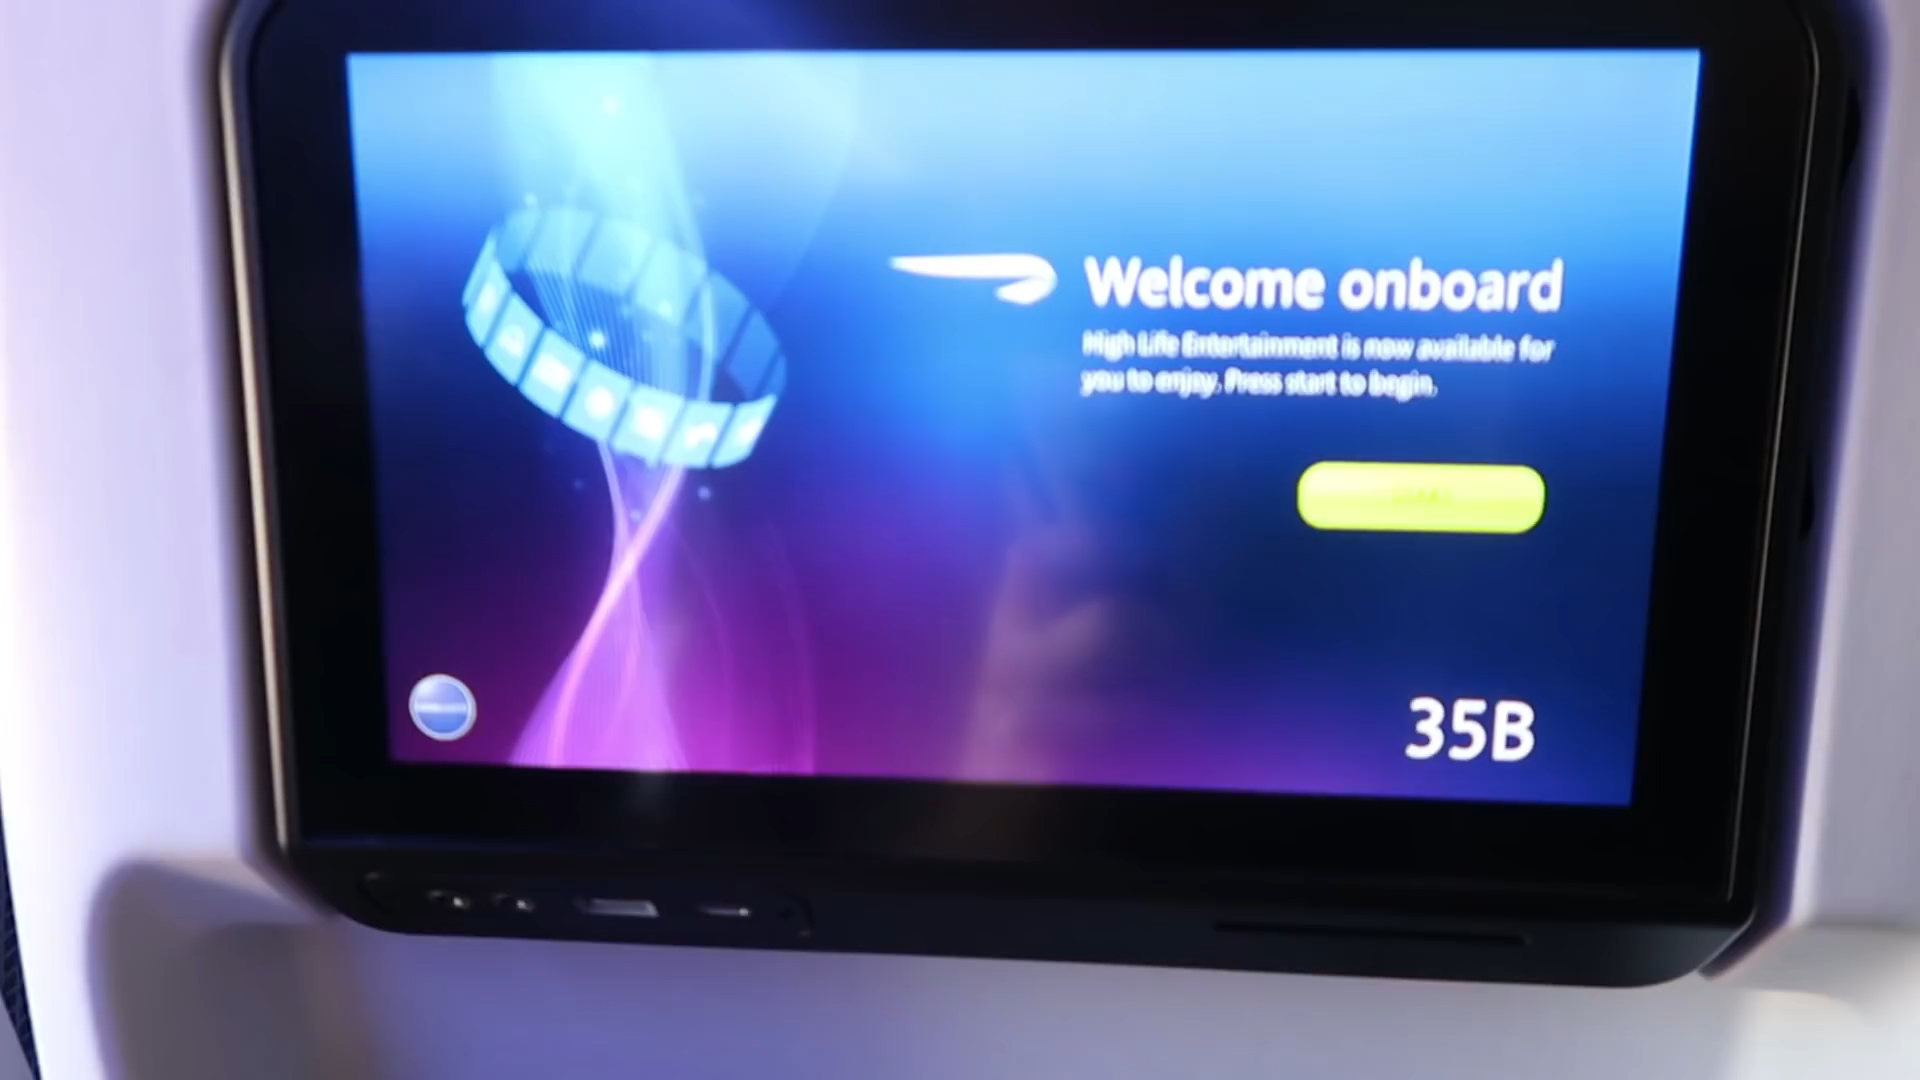 Welcome onboard
High Life Entertainment is now available for
you to enjoy. Press start to begin.
35B